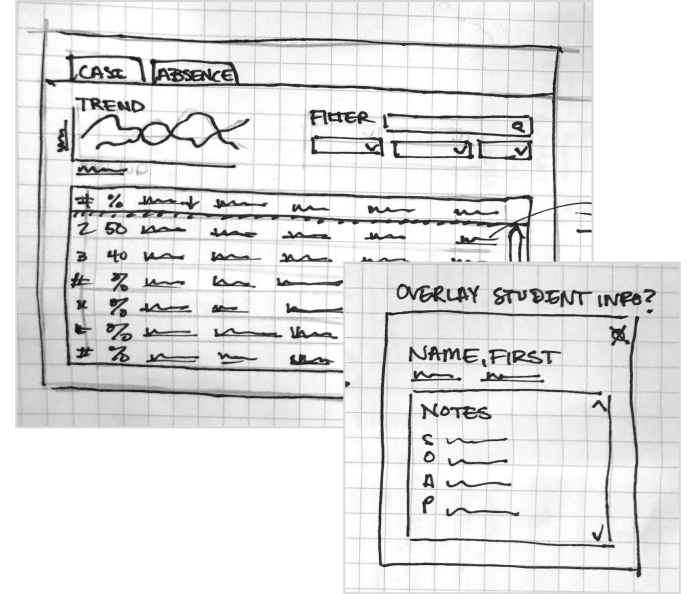 CASE ABSENCE
TREND
FILTER
# %
2 50
3 40
# %
# %
# %
# %
OVERLAY STUDENT INFO?
X
NAME, FIRST
NOTES
S
O
A
P